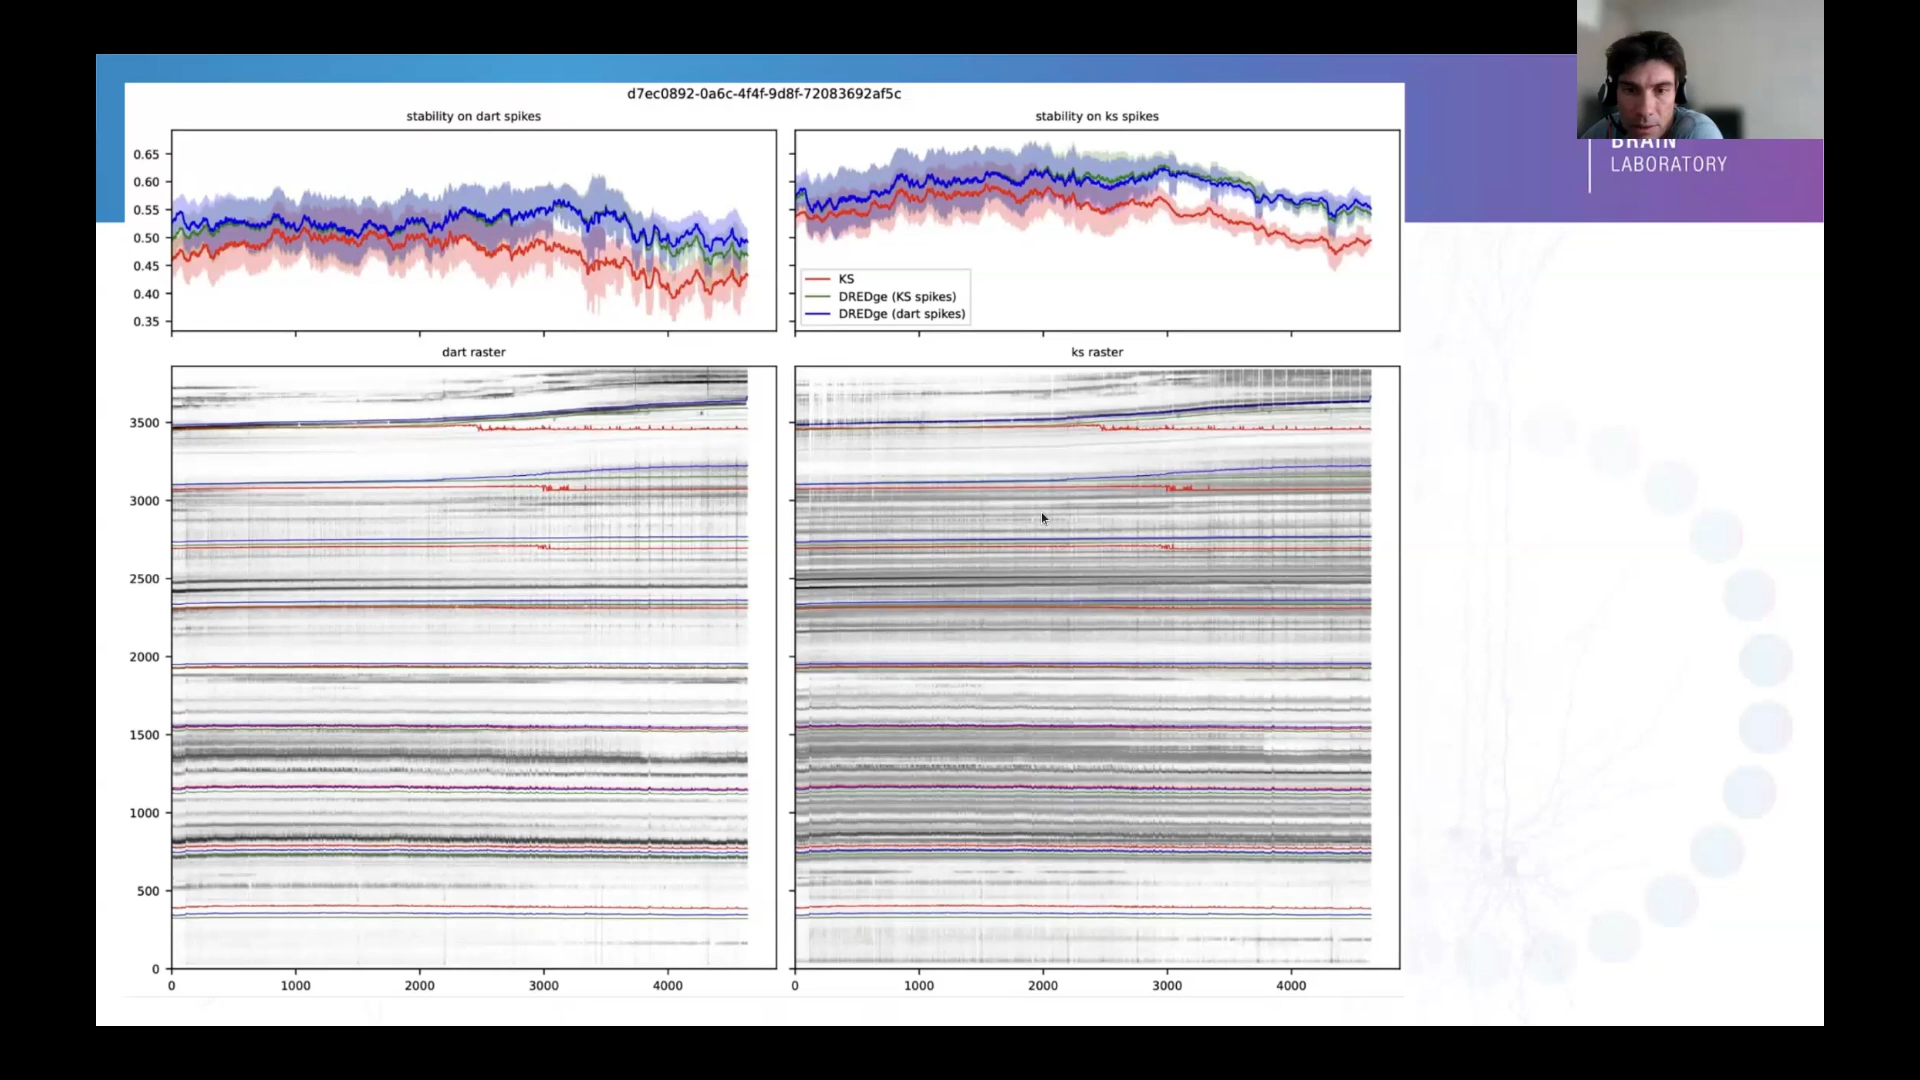 d7ec0892-0a6c-4f4f-9d8f-72083692af5c
stability on dart spikes
stability on ks spikes
0.65
0.60
0.55
0.50
0.45
0.40
0.35
KS
DREDge (KS spikes)
DREDge (dart spikes)
dart raster
ks raster
3500
3000
2500
2000
1500
1000
500
0
0 1000 2000 3000 4000
0 1000 2000 3000 4000
BRAIN
LABORATORY